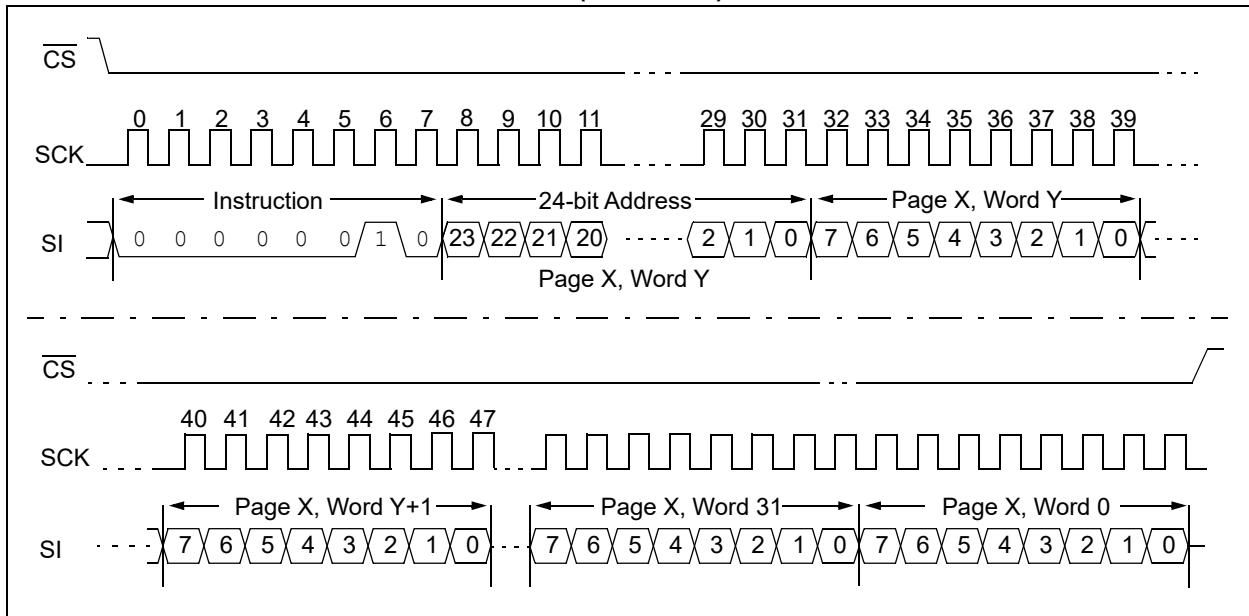 CS
0 1 2 3 4 5 6 7 8 9 10 11 29 30 31 32 33 34 35 36 37 38 39
SCK
Instruction 24-bit Address Page X, Word Y
SI 0 0 0 0 0 0 1 0 23 22 21 20 2 1 0 7 6 5 4 3 2 1 0
Page X, Word Y
CS
40 41 42 43 44 45 46 47
SCK
Page X, Word Y+1 Page X, Word 31 Page X, Word 0
SI 7 6 5 4 3 2 1 0 7 6 5 4 3 2 1 0 7 6 5 4 3 2 1 0